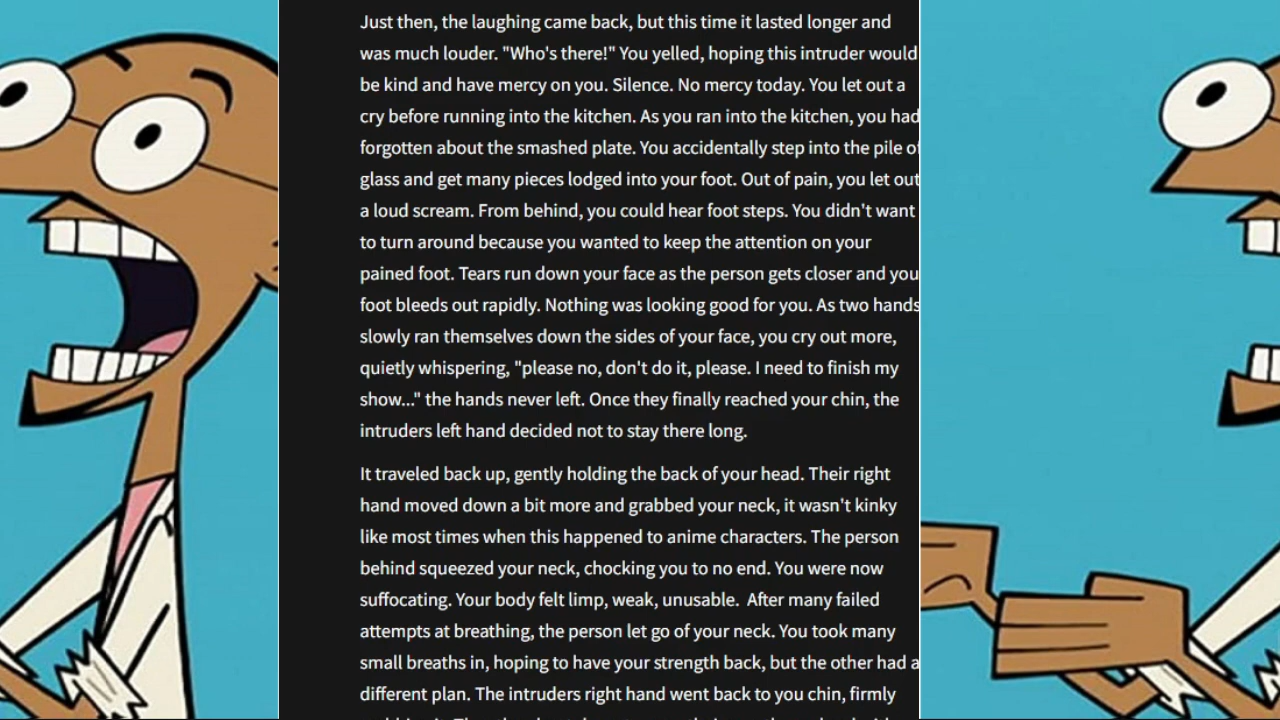 Just then, the laughing came back, but this time it lasted longer and
was much louder. "Who's there!" You yelled, hoping this intruder would
be kind and have mercy on you. Silence. No mercy today. You let out a
cry before running into the kitchen. As you ran into the kitchen, you had
forgotten about the smashed plate. You accidentally step into the pile of
glass and get many pieces lodged into your foot. Out of pain, you let out
a loud scream. From behind, you could hear foot steps. You didn't want
to turn around because you wanted to keep the attention on your
pained foot. Tears run down your face as the person gets closer and you
foot bleeds out rapidly. Nothing was looking good for you. As two hands
slowly ran themselves down the sides of your face, you cry out more,
quietly whispering, "please no, don't do it, please. I need to finish my
show..." the hands never left. Once they finally reached your chin, the
intruders left hand decided not to stay there long.
It traveled back up, gently holding the back of your head. Their right
hand moved down a bit more and grabbed your neck, it wasn't kinky
like most times when this happened to anime characters. The person
behind squeezed your neck, chocking you to no end. You were now
suffocating. Your body felt limp, weak, unusable. After many failed
attempts at breathing, the person let go of your neck. You took many
small breaths in, hoping to have your strength back, but the other had a
different plan. The intruders right hand went back to you chin, firmly